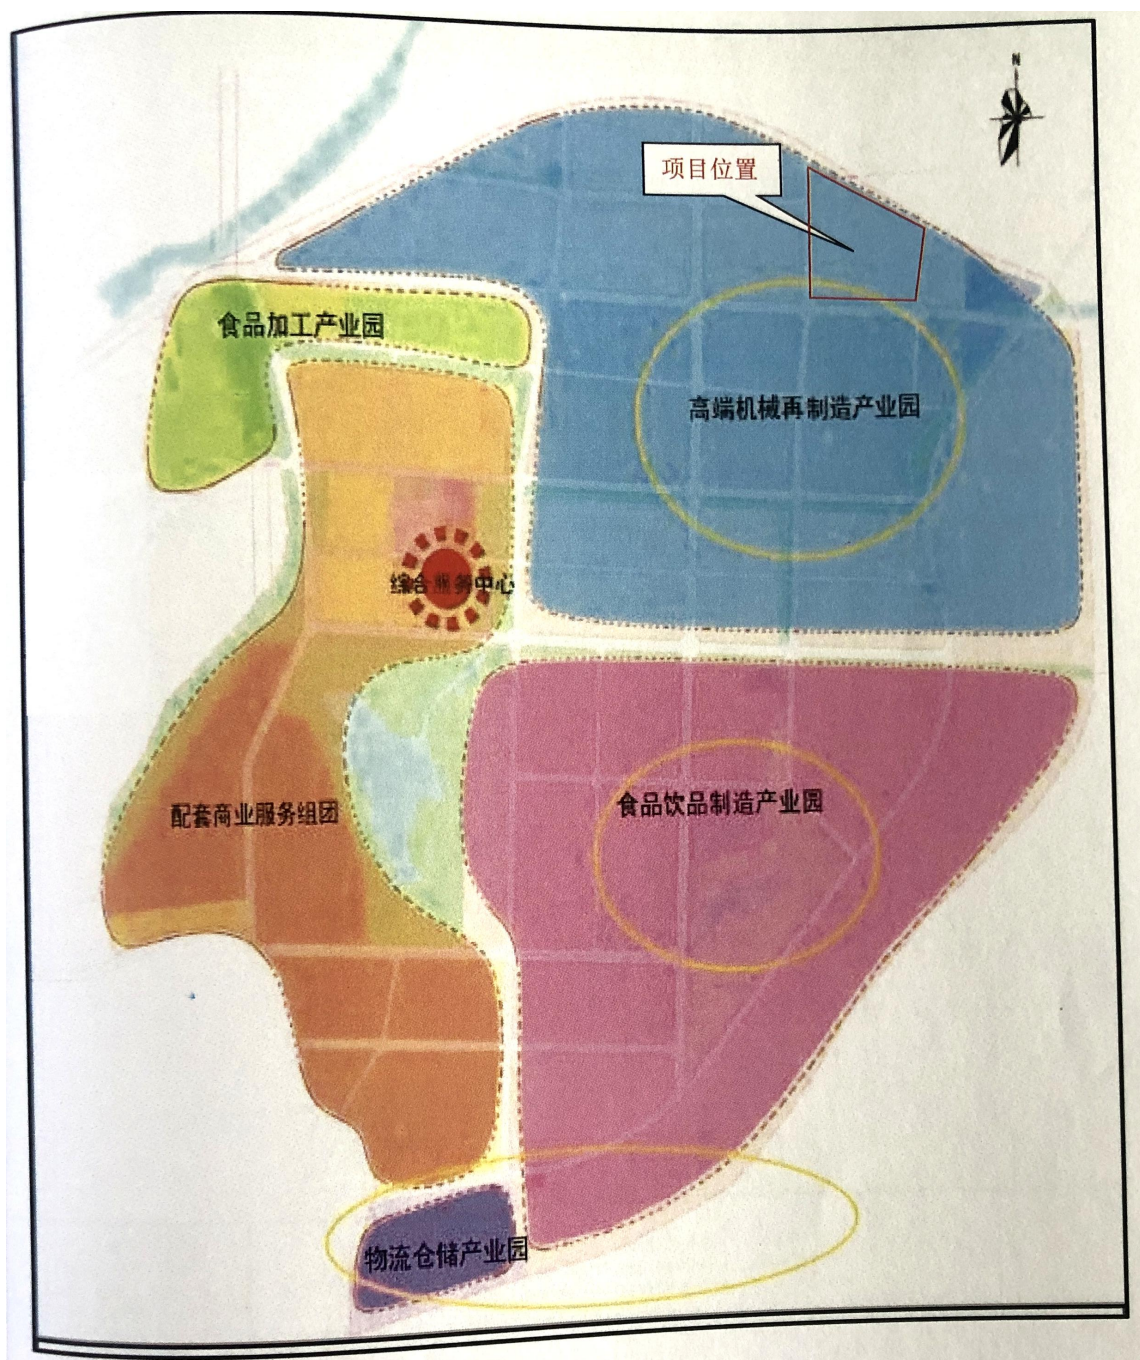 N
项目位置
食品加工产业园
高端机械再制造产业园
综合服务中心
配套商业服务组团
食品饮品制造产业园
物流仓储产业园